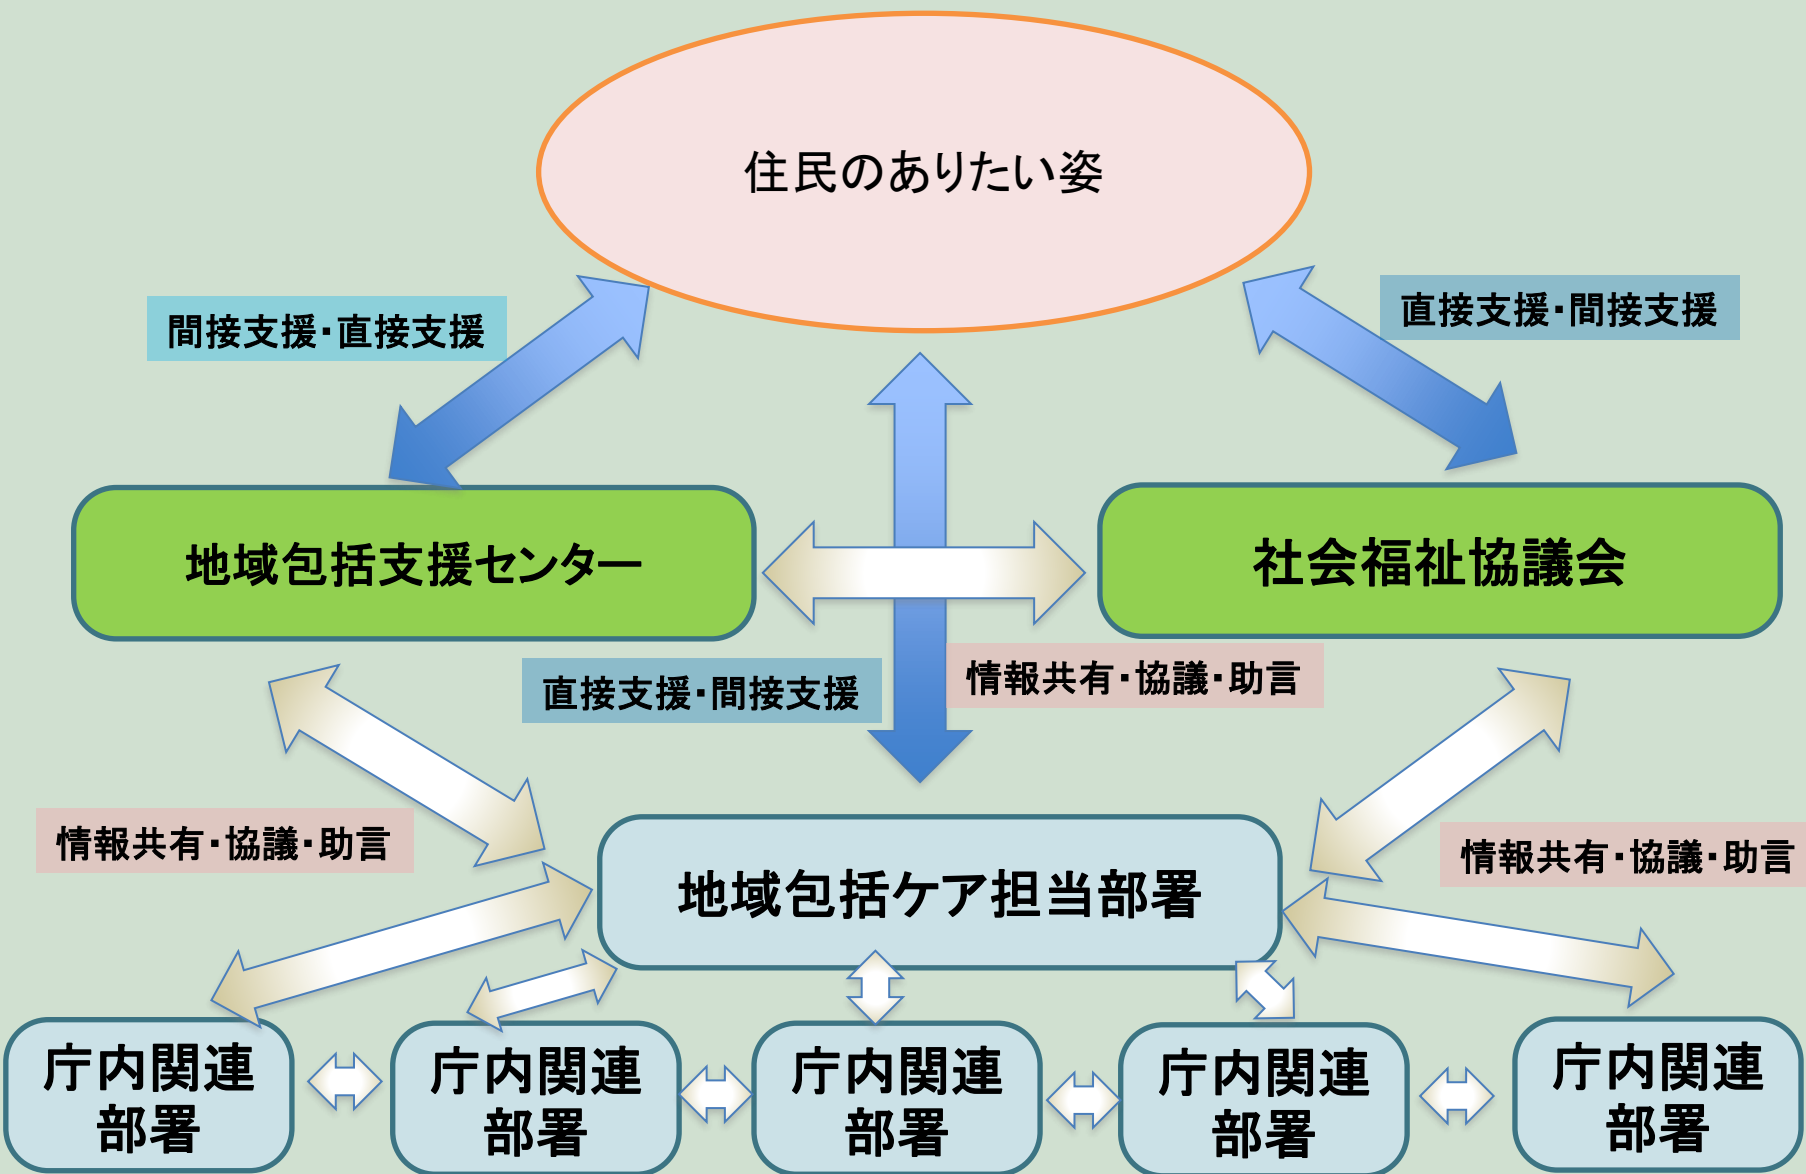 住民のありたい姿
間接支援・直接支援
直接支援・間接支援
地域包括支援センター
社会福祉協議会
直接支援・間接支援
情報共有・協議・助言
情報共有・協議・助言
情報共有・協議・助言
地域包括ケア担当部署
庁内関連
部署
庁内関連
部署
庁内関連
部署
庁内関連
部署
庁内関連
部署